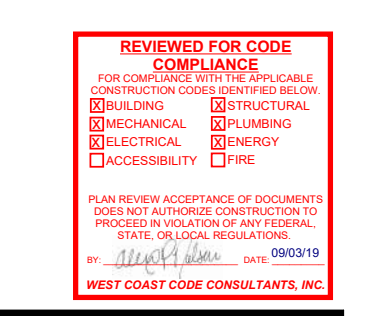 REVIEWED FOR CODE
COMPLIANCE
FOR COMPLIANCE WITH THE APPLICABLE
CONSTRUCTION CODES IDENTIFIED BELOW.
X BUILDING X STRUCTURAL
X MECHANICAL X PLUMBING
X ELECTRICAL X ENERGY
ACCESSIBILITY FIRE
PLAN REVIEW ACCEPTANCE OF DOCUMENTS
DOES NOT AUTHORIZE CONSTRUCTION TO
PROCEED IN VIOLATION OF ANY FEDERAL,
STATE, OR LOCAL REGULATIONS.
BY: DATE: 09/03/19
WEST COAST CODE CONSULTANTS, INC.